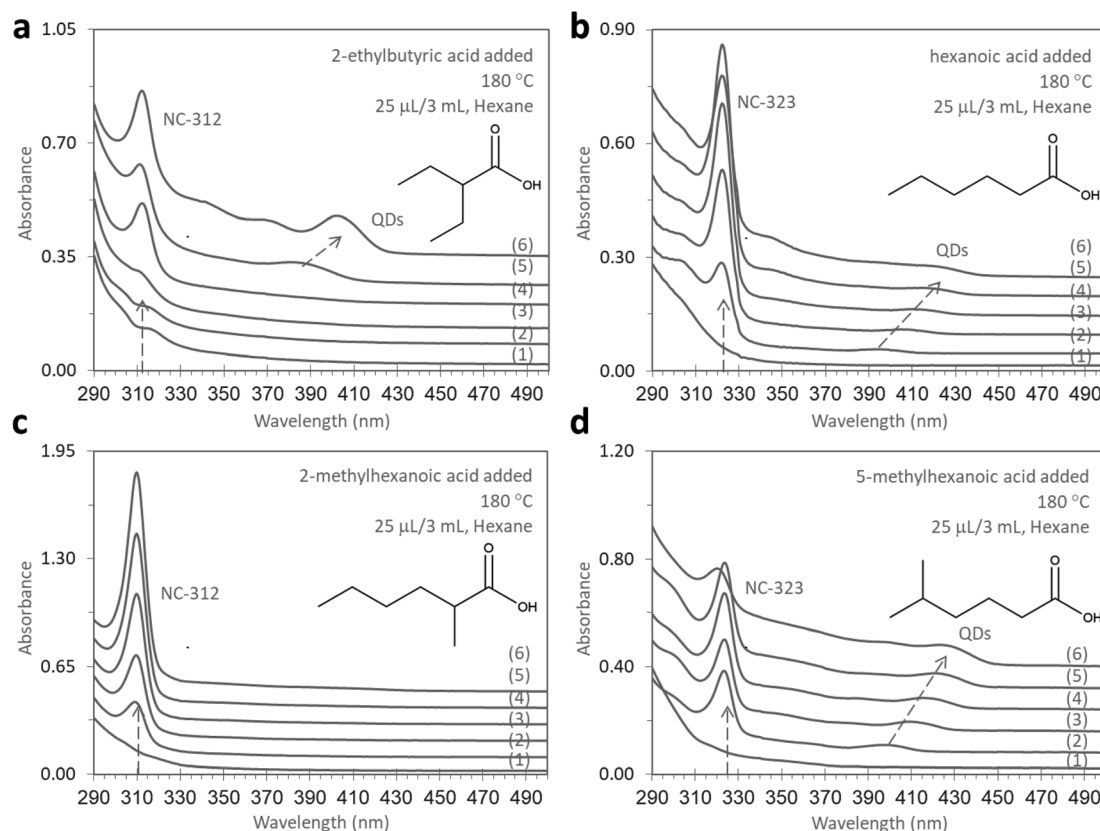 a
1.05
0.70
0.35
0.00
Absorbance
2-ethylbutyric acid added
180 °C
25 µL/3 mL, Hexane
NC-312
O
OH
QDs
(6)
(5)
(4)
(3)
(2)
(1)
290 310 330 350 370 390 410 430 450 470 490
Wavelength (nm)
b
0.90
0.60
0.30
0.00
Absorbance
hexanoic acid added
180 °C
25 µL/3 mL, Hexane
NC-323
O
OH
QDs
(6)
(5)
(4)
(3)
(2)
(1)
290 310 330 350 370 390 410 430 450 470 490
Wavelength (nm)
c
1.95
1.30
0.65
0.00
Absorbance
2-methylhexanoic acid added
180 °C
25 µL/3 mL, Hexane
NC-312
O
OH
(6)
(5)
(4)
(3)
(2)
(1)
290 310 330 350 370 390 410 430 450 470 490
Wavelength (nm)
d
1.20
0.80
0.40
0.00
Absorbance
5-methylhexanoic acid added
180 °C
25 µL/3 mL, Hexane
NC-323
O
OH
QDs
(6)
(5)
(4)
(3)
(2)
(1)
290 310 330 350 370 390 410 430 450 470 490
Wavelength (nm)